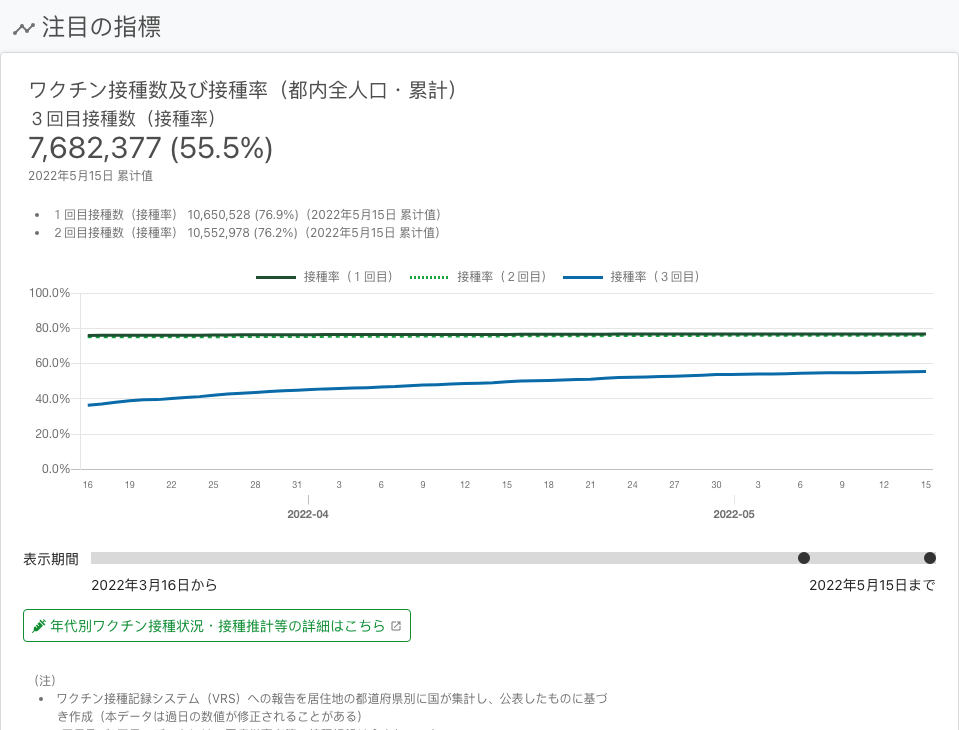 注目の指標
ワクチン接種数及び接種率（都内全人口・累計）
３回目接種数（接種率）
7,682,377 (55.5%)
2022年5月15日 累计值
• １回目接種数（接種率） 10,650,528 (76.9%)（2022年5月15日 累计值）
• ２回目接種数（接種率） 10,552,978 (76.2%)（2022年5月15日 累计值）
接種率（１回目） 接種率（２回目） 接種率（３回目）
100.0%
80.0%
60.0%
40.0%
20.0%
0.0%
16 19 22 25 28 31 3 6 9 12 15 18 21 24 27 30 3 6 9 12 15
2022-04 2022-05
表示期間
2022年3月16日から 2022年5月15日まで
年代別ワクチン接種状況・接種推計等の詳細はこちら
（注）
• ワクチン接種記録システム（VRS）への報告を居住地の都道府県別に国が集計し、公表したものに基づ
き作成（本データは過日の数値が修正されることがある）